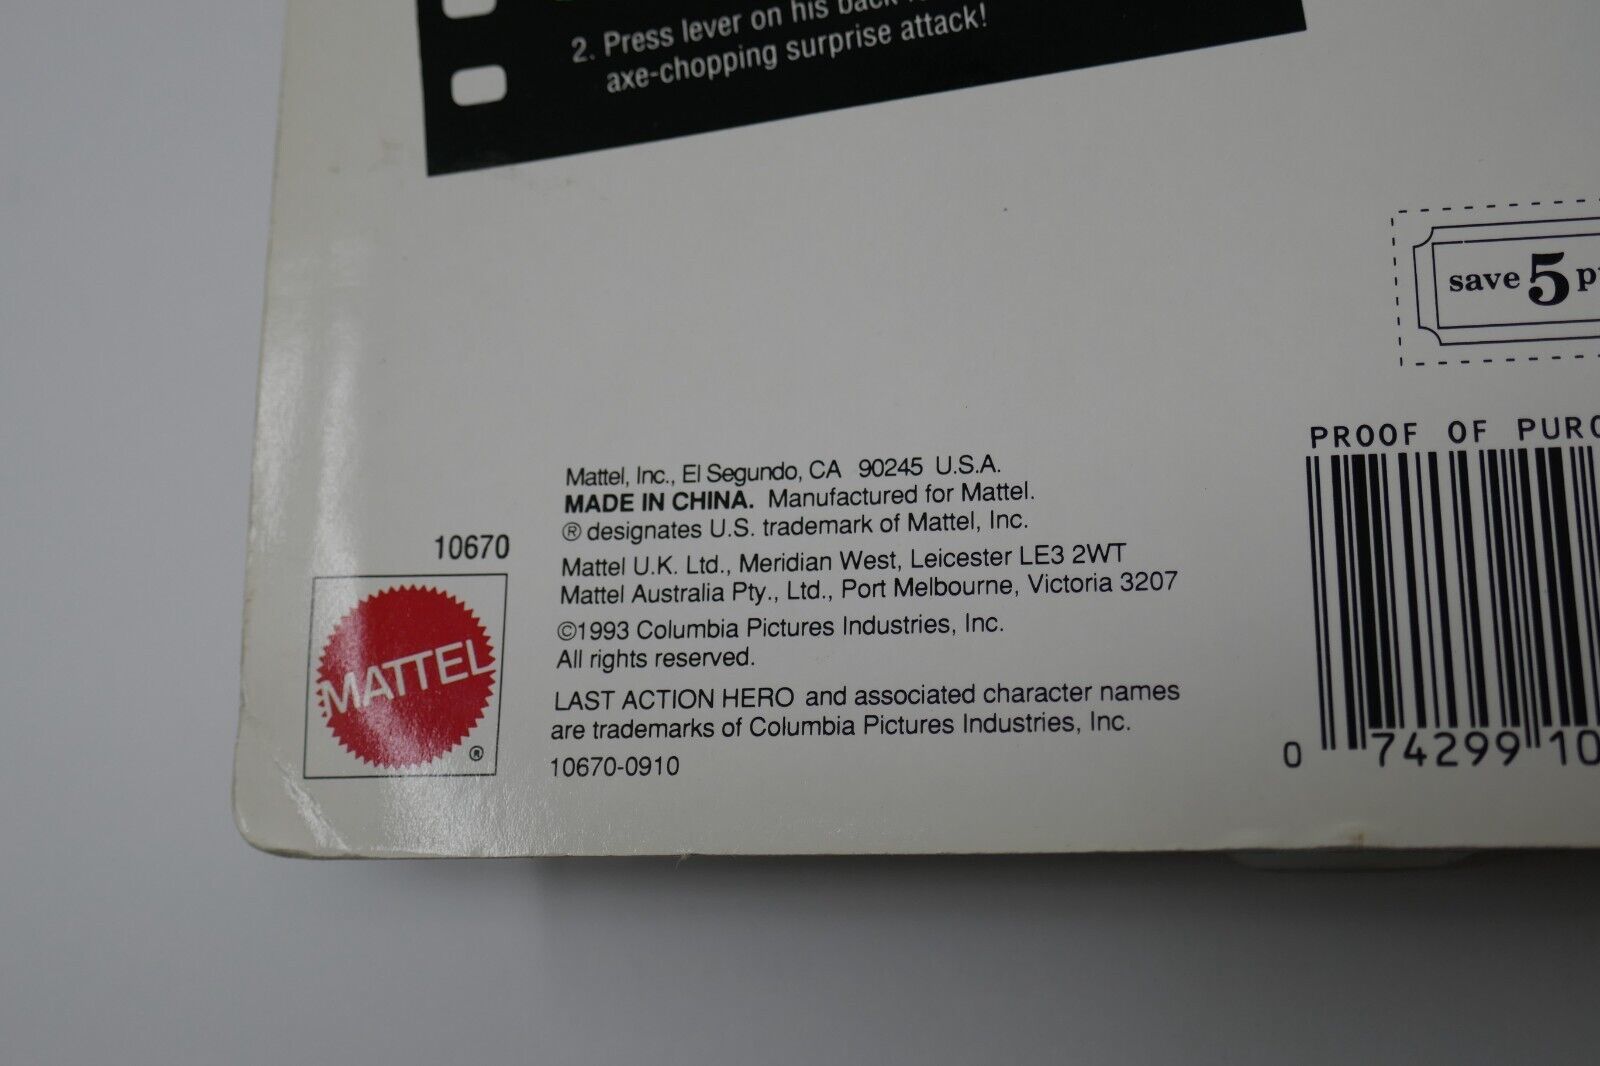 2. Press lever on his back
axe-chopping surprise attack!
save 5
PROOF OF
Mattel, Inc., El Segundo, CA 90245 U.S.A.
MADE IN CHINA. Manufactured for Mattel.
® designates U.S. trademark of Mattel, Inc.
10670
Mattel U.K. Ltd., Meridian West, Leicester LE3 2WT
Mattel Australia Pty., Ltd., Port Melbourne, Victoria 3207
©1993 Columbia Pictures Industries, Inc.
All rights reserved.
MATTEL
®
LAST ACTION HERO and associated character names
are trademarks of Columbia Pictures Industries, Inc.
10670-0910
0 74299 10